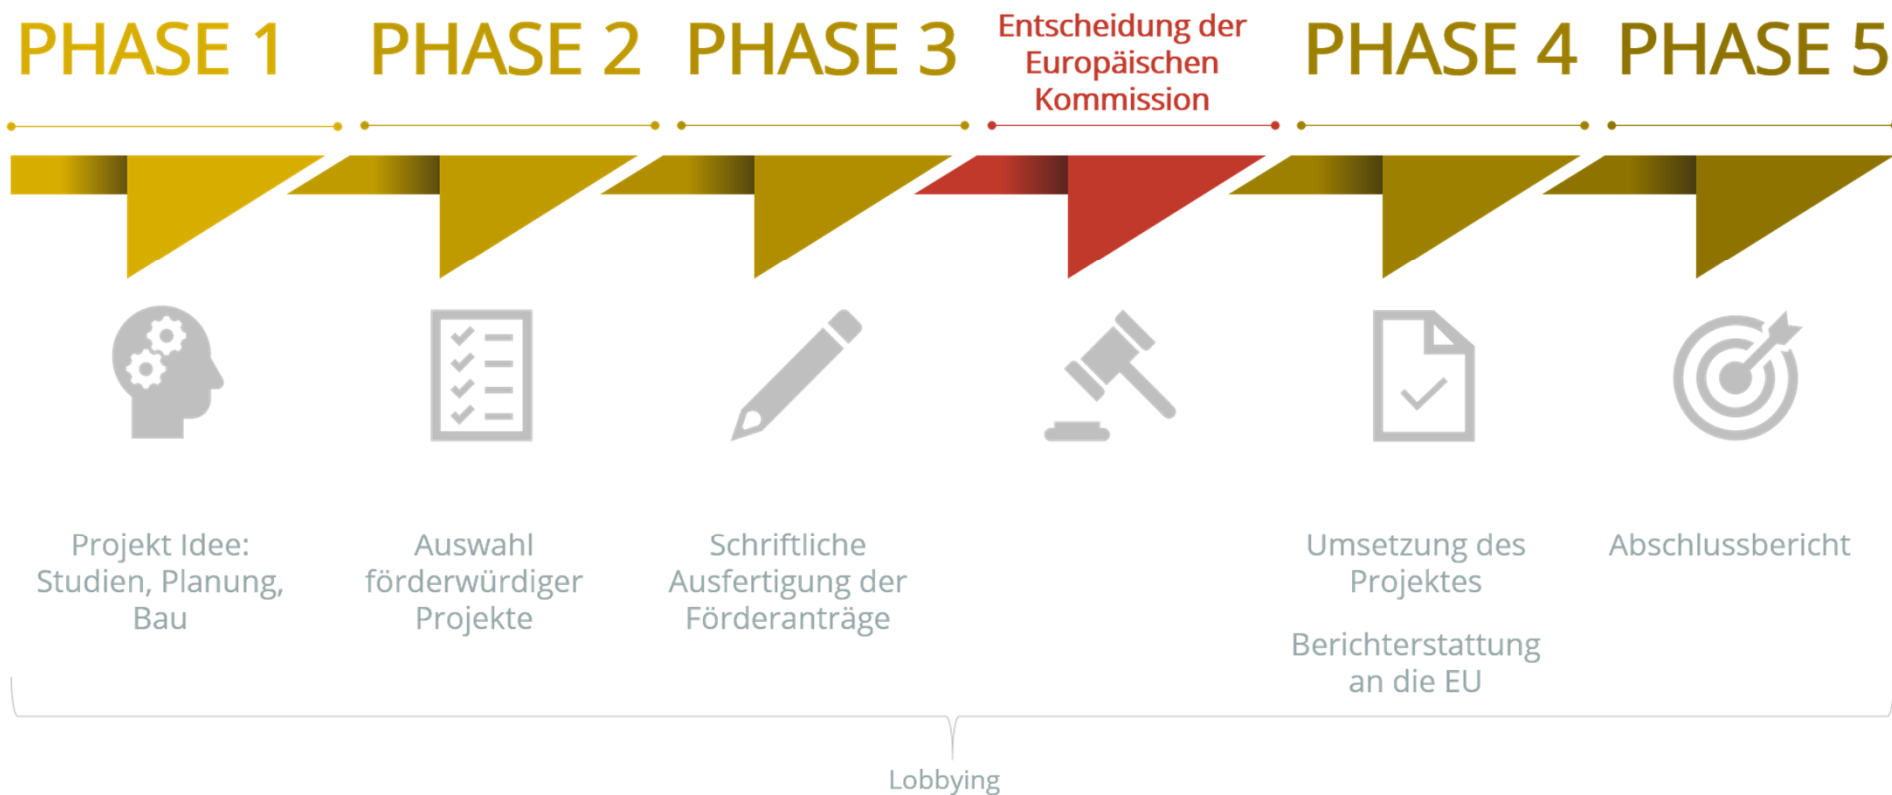 PHASE 1
PHASE 2
PHASE 3
Entscheidung der
Europäischen
Kommission
PHASE 4
PHASE 5
Projekt Idee:
Studien, Planung,
Bau
Auswahl
förderwürdiger
Projekte
Schriftliche
Ausfertigung der
Förderanträge
Umsetzung des
Projektes
Berichterstattung
an die EU
Abschlussbericht
Lobbying